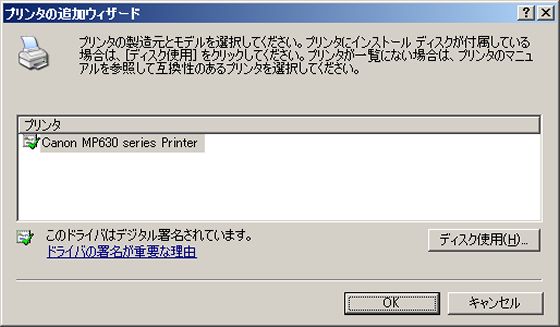 プリンタの追加ウィザード
プリンタの製造元とモデルを選択してください。プリンタにインストール ディスクが付属している
場合は、[ディスク使用] をクリックしてください。プリンタが一覧にない場合は、プリンタのマニュ
アルを参照して互換性のあるプリンタを選択してください。
プリンタ
Canon MP630 series Printer
このドライバはデジタル署名されています。
ドライバの署名が重要な理由
ディスク使用(H)...
OK
キャンセル